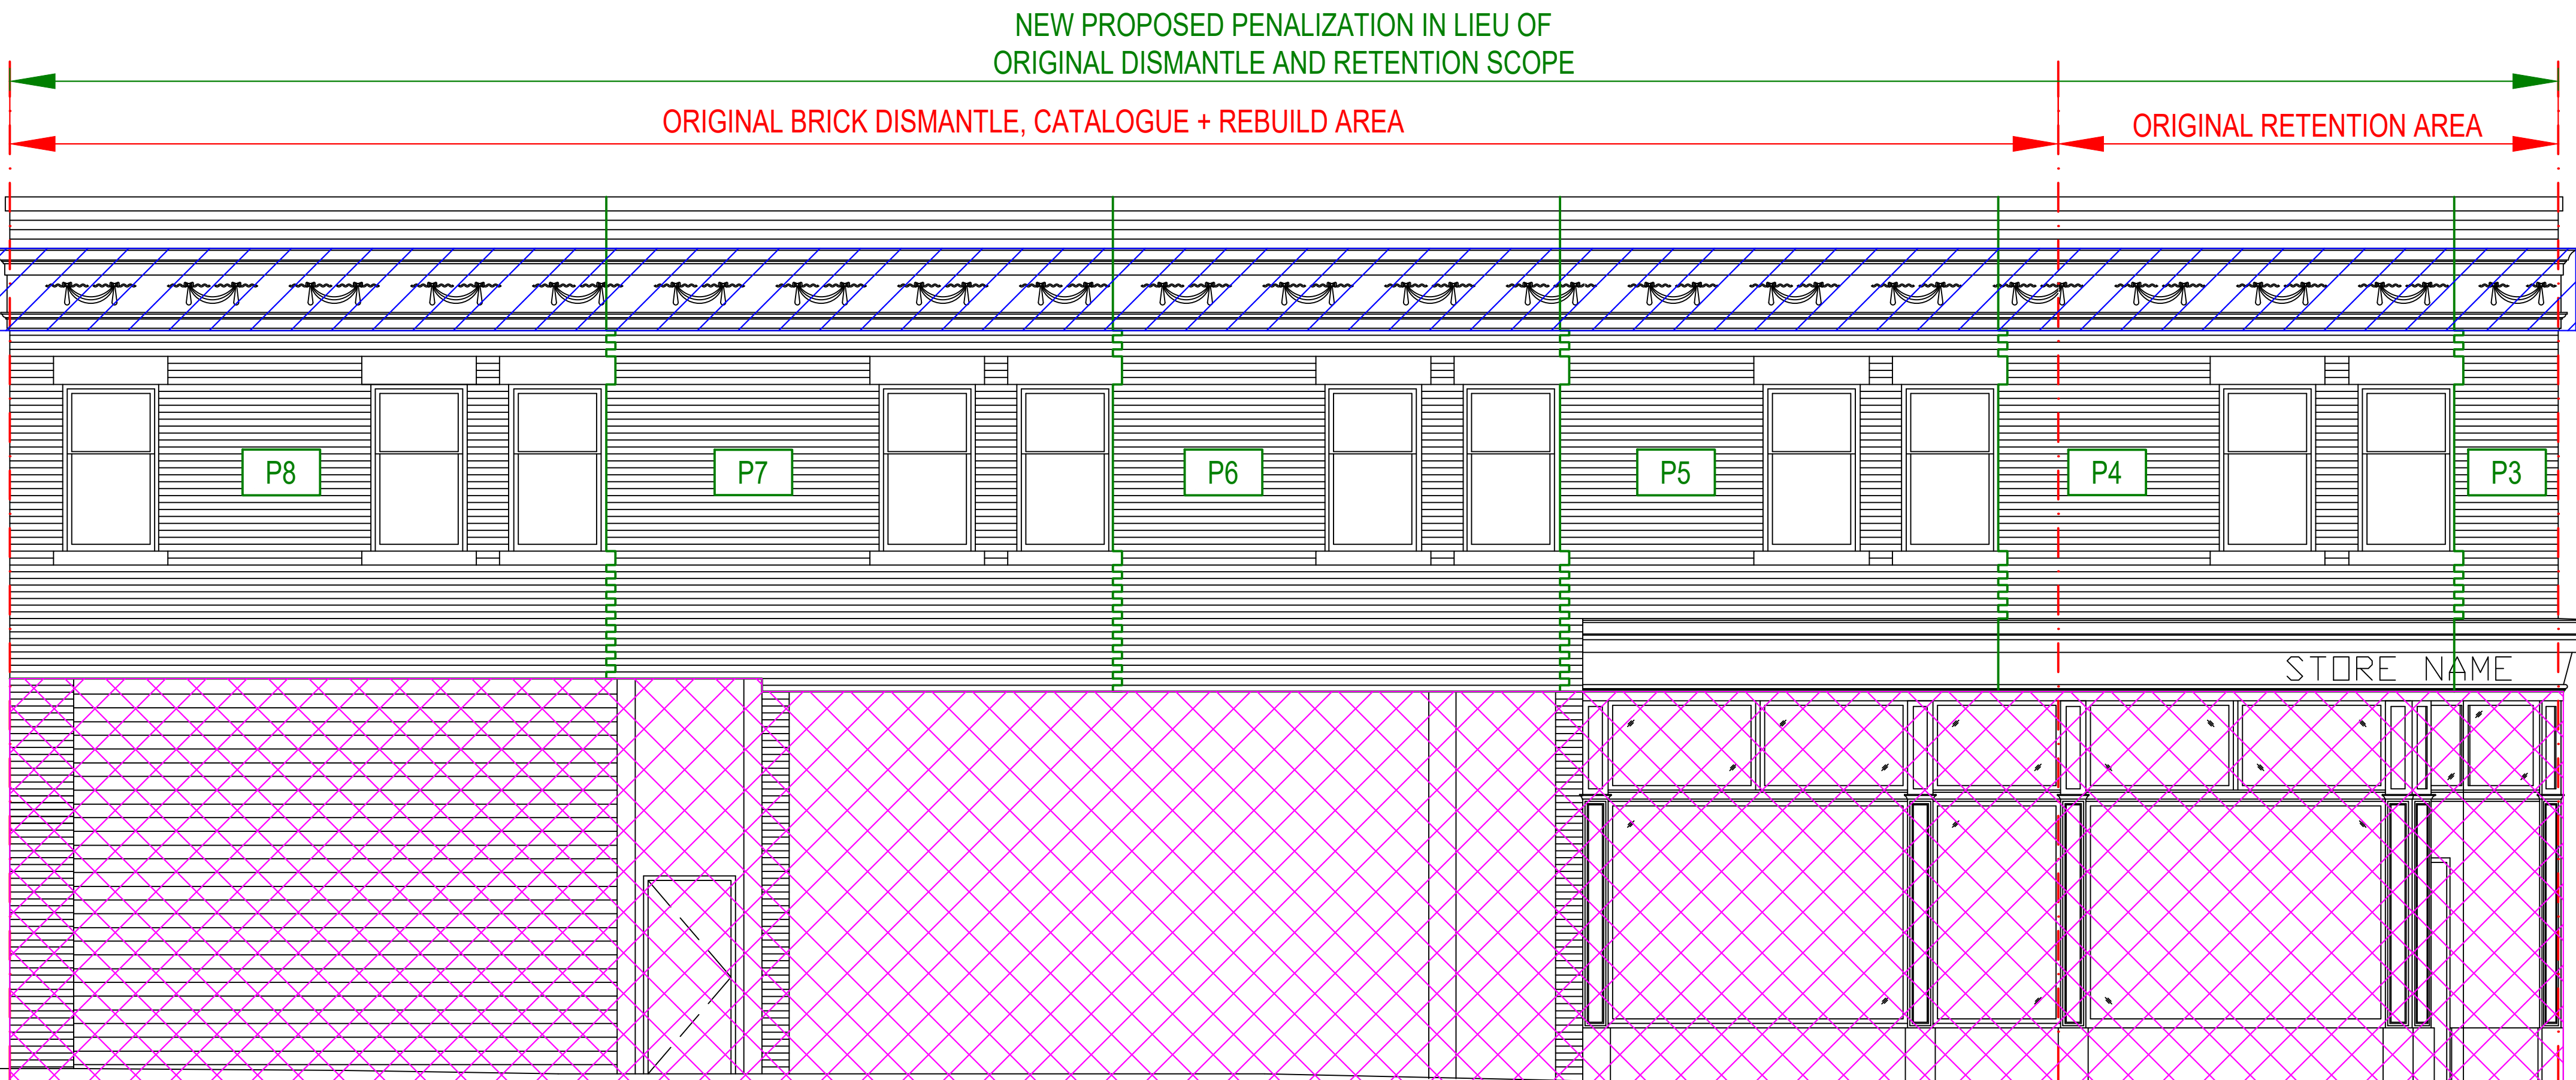 NEW PROPOSED PENALIZATION IN LIEU OF
ORIGINAL DISMANTLE AND RETENTION SCOPE
ORIGINAL BRICK DISMANTLE, CATALOGUE + REBUILD AREA
ORIGINAL RETENTION AREA
P8
P7
P6
P5
P4
P3
STORE NAME